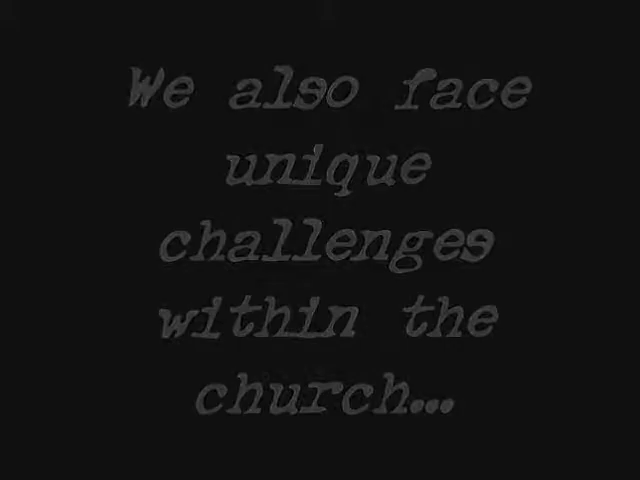 We also face
unique
challenges
within the
church...